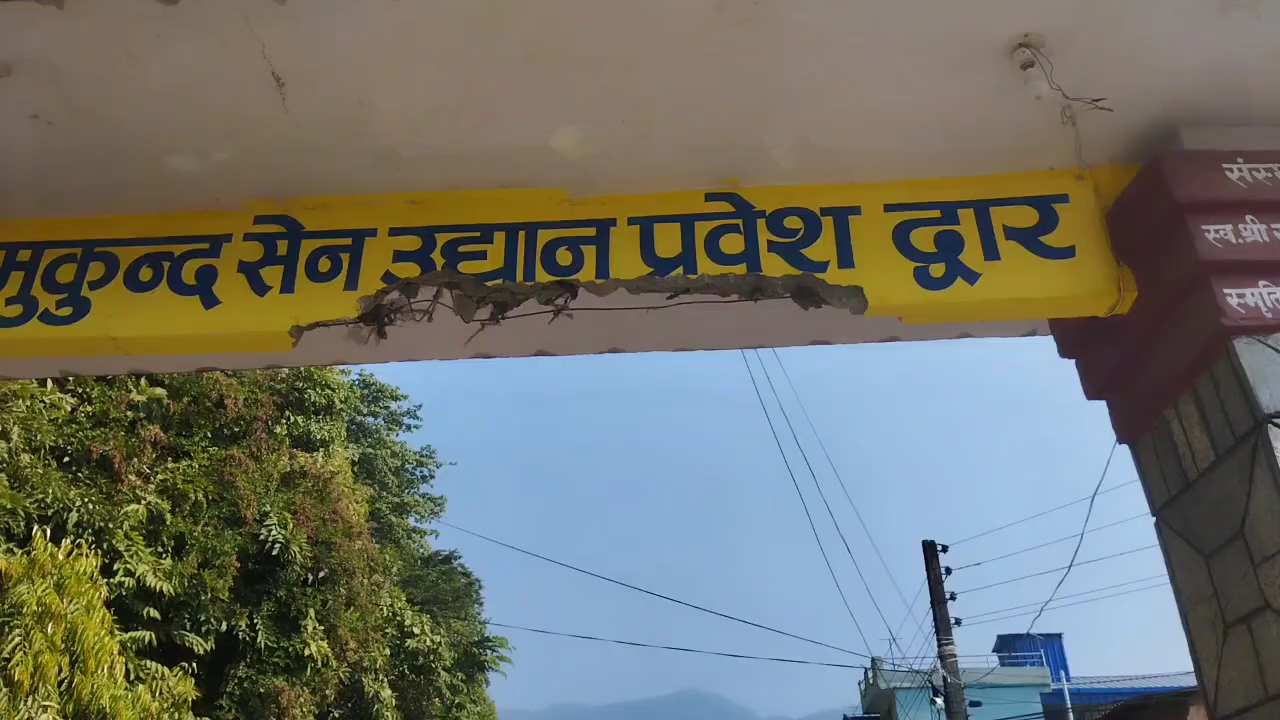 मुकुन्द सेन उद्यान प्रवेश द्वार
स्व.श्री